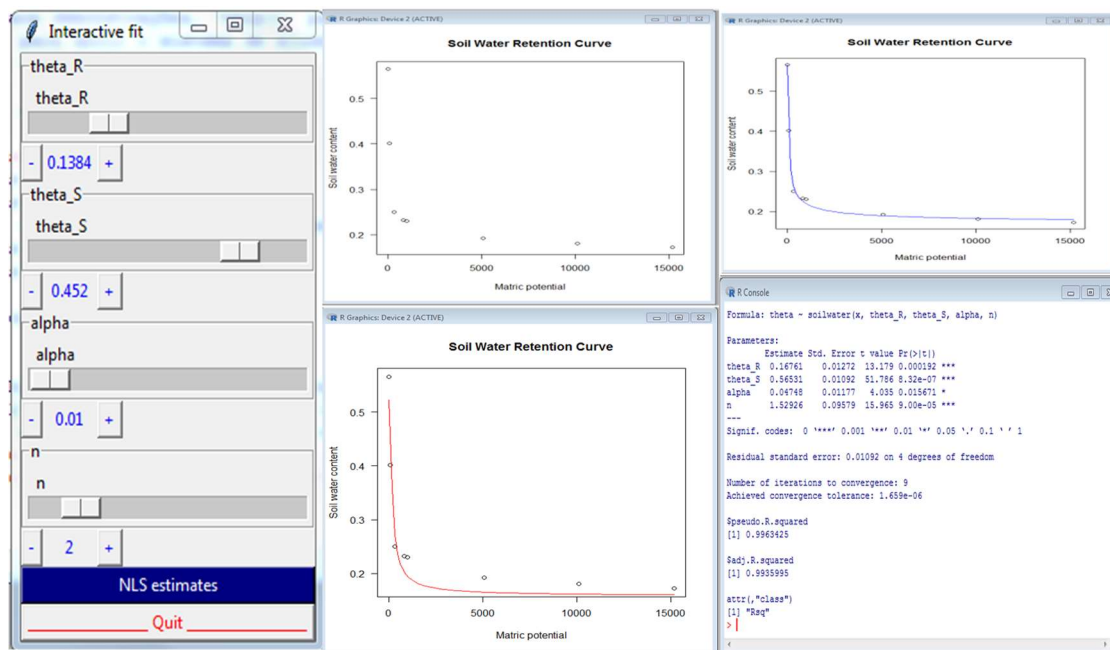 Interactive fit
theta_R
theta_R
- 0.1384 +
theta_S
theta_S
- 0.452 +
alpha
alpha
- 0.01 +
n
n
- 2 +
NLS estimates
Quit
R Graphics: Device 2 (ACTIVE)
Soil Water Retention Curve
Soil water content
0.5
0.4
0.3
0.2
0 5000 10000 15000
Matric potential
R Graphics: Device 2 (ACTIVE)
Soil Water Retention Curve
Soil water content
0.5
0.4
0.3
0.2
0 5000 10000 15000
Matric potential
R Graphics: Device 2 (ACTIVE)
Soil Water Retention Curve
Soil water content
0.5
0.4
0.3
0.2
0 5000 10000 15000
Matric potential
R Console
Formula: theta ~ soilwater(x, theta_R, theta_S, alpha, n)
Parameters:
Estimate Std. Error t value Pr(>|t|)
theta_R 0.16761 0.01272 13.179 0.000192 ***
theta_S 0.56531 0.01092 51.786 8.32e-07 ***
alpha 0.04748 0.01177 4.035 0.015671 *
n 1.52926 0.09579 15.965 9.00e-05 ***
---
Signif. codes: 0 '***' 0.001 '**' 0.01 '*' 0.05 '.' 0.1 ' ' 1
Residual standard error: 0.01092 on 4 degrees of freedom
Number of iterations to convergence: 9
Achieved convergence tolerance: 1.659e-06
$pseudo.R.squared
[1] 0.9963425
$adj.R.squared
[1] 0.9935995
attr(,"class")
[1] "Rsq"
>